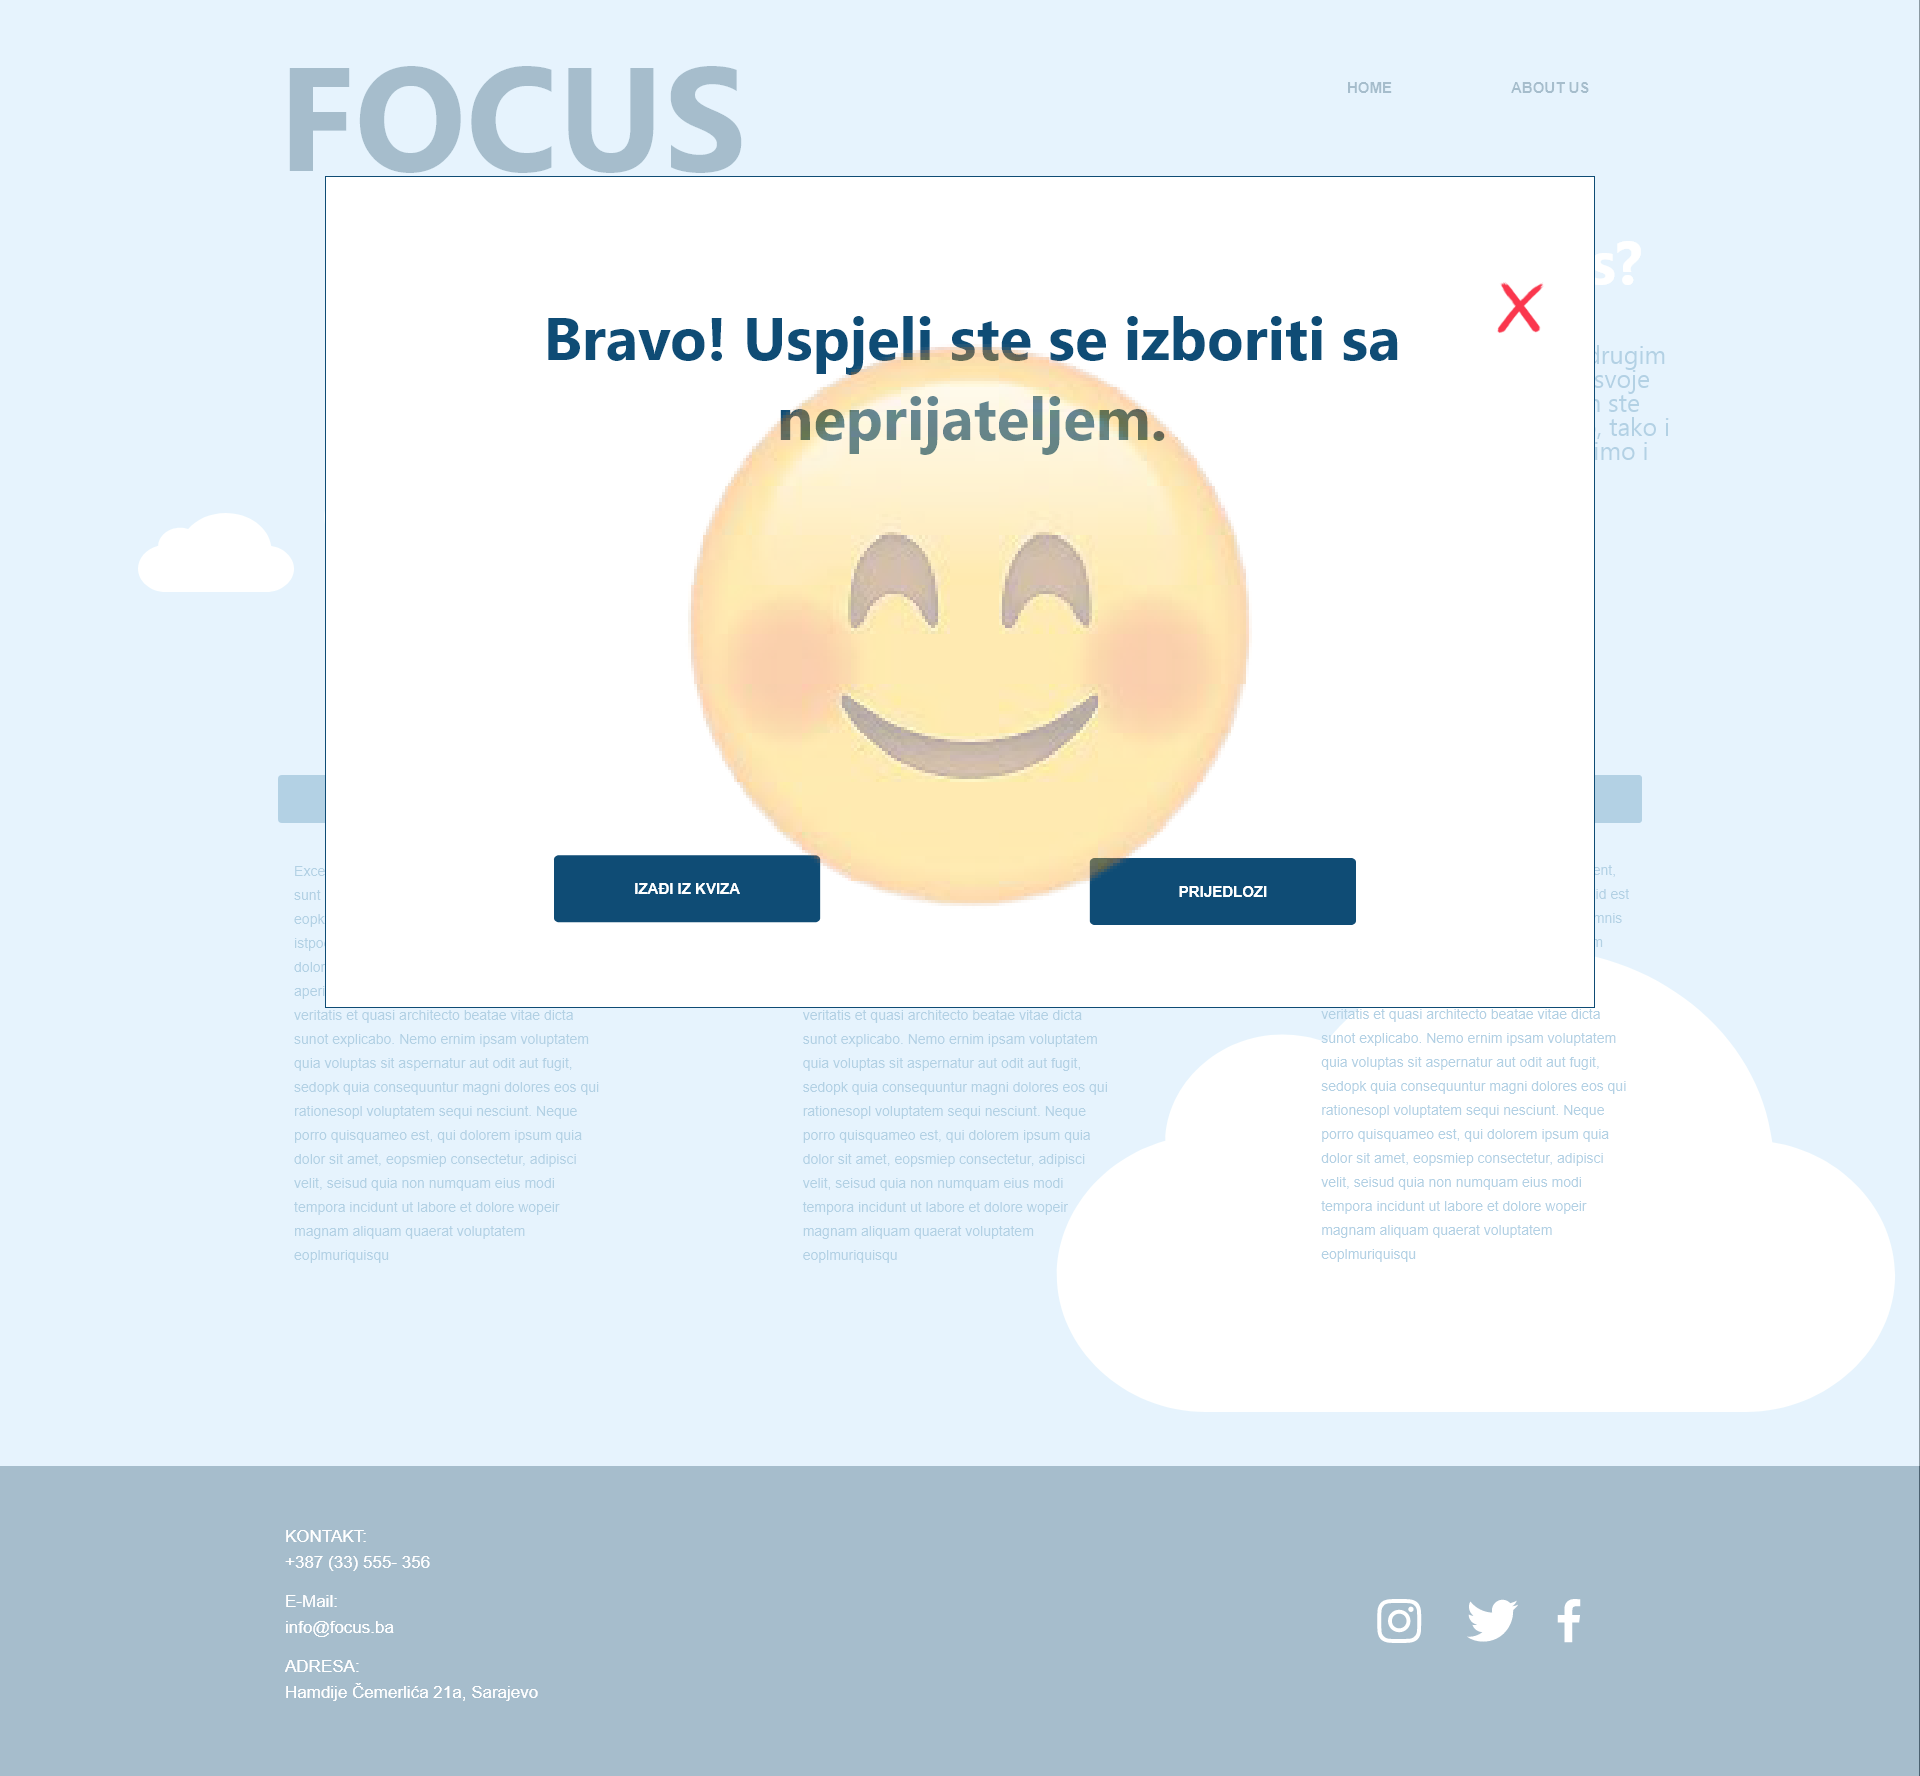 FOCUS
HOME
ABOUT US
s?
Bravo! Uspjeli ste se izboriti sa
neprijateljem.
drugim
svoje
ste
, tako i
imo i
IZAĐI IZ KVIZA
PRIJEDLOZI
Exce
sunt
eopk
istpo
dolor
aperi
veritatis et quasi architecto beatae vitae dicta
sunot explicabo. Nemo ernim ipsam voluptatem
quia voluptas sit aspernatur aut odit aut fugit,
sedopk quia consequuntur magni dolores eos qui
rationesopl voluptatem sequi nesciunt. Neque
porro quisquameo est, qui dolorem ipsum quia
dolor sit amet, eopsmiep consectetur, adipisci
velit, seisud quia non numquam eius modi
tempora incidunt ut labore et dolore wopeir
magnam aliquam quaerat voluptatem
eoplmuriquisqu
veritatis et quasi architecto beatae vitae dicta
sunot explicabo. Nemo ernim ipsam voluptatem
quia voluptas sit aspernatur aut odit aut fugit,
sedopk quia consequuntur magni dolores eos qui
rationesopl voluptatem sequi nesciunt. Neque
porro quisquameo est, qui dolorem ipsum quia
dolor sit amet, eopsmiep consectetur, adipisci
velit, seisud quia non numquam eius modi
tempora incidunt ut labore et dolore wopeir
magnam aliquam quaerat voluptatem
eoplmuriquisqu
ent,
id est
mnis
veritatis et quasi architecto beatae vitae dicta
sunot explicabo. Nemo ernim ipsam voluptatem
quia voluptas sit aspernatur aut odit aut fugit,
sedopk quia consequuntur magni dolores eos qui
rationesopl voluptatem sequi nesciunt. Neque
porro quisquameo est, qui dolorem ipsum quia
dolor sit amet, eopsmiep consectetur, adipisci
velit, seisud quia non numquam eius modi
tempora incidunt ut labore et dolore wopeir
magnam aliquam quaerat voluptatem
eoplmuriquisqu
KONTAKT:
+387 (33) 555- 356
E-Mail:
info@focus.ba
ADRESA:
Hamdije Čemerlića 21a, Sarajevo